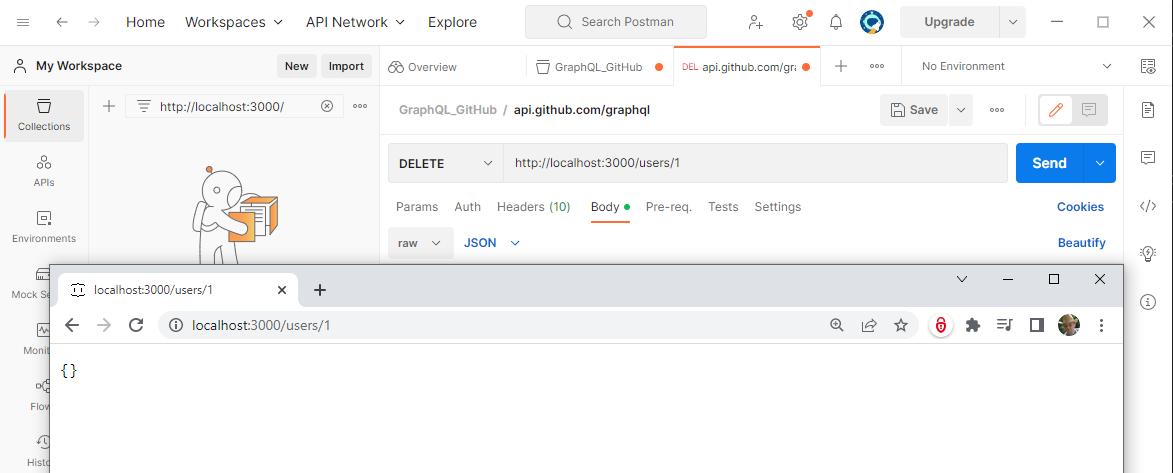 Home Workspaces API Network Explore Search Postman Upgrade
My Workspace New Import Overview GraphQL_GitHub DEL api.github.com/gra No Environment
http://localhost:3000/ GraphQL_GitHub / api.github.com/graphql Save
Collections
DELETE http://localhost:3000/users/1 Send
APIs
Params Auth Headers (10) Body Pre-req. Tests Settings Cookies
Environments
raw JSON Beautify
Mock Se
localhost:3000/users/1
localhost:3000/users/1
Monit
{}
Flow
Histo